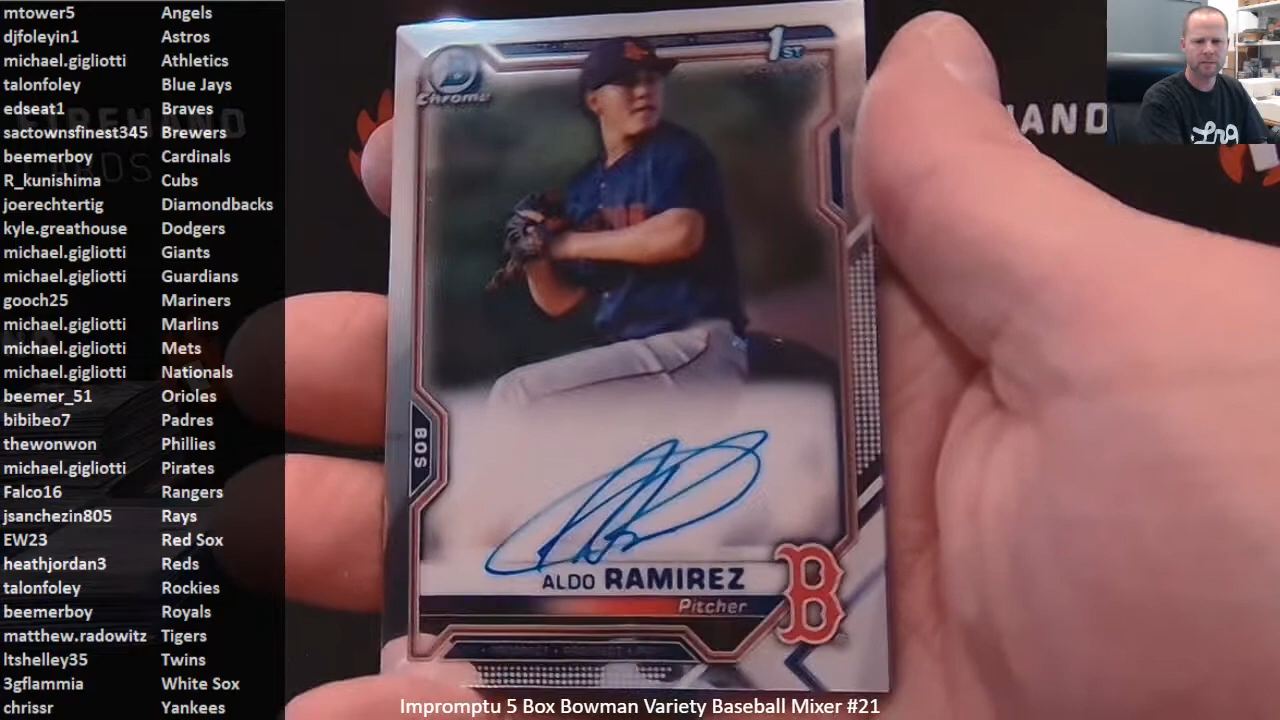 mtower5 Angels
djfoleyin1 Astros
michael.gigliotti Athletics
talonfoley Blue Jays
edseat1 Braves
sactownsfinest345 Brewers
beemerboy Cardinals
R_kunishima Cubs
joerechtertig Diamondbacks
kyle.greathouse Dodgers
michael.gigliotti Giants
michael.gigliotti Guardians
gooch25 Mariners
michael.gigliotti Marlins
michael.gigliotti Mets
michael.gigliotti Nationals
beemer_51 Orioles
bibibeo7 Padres
thewonwon Phillies
michael.gigliotti Pirates
Falco16 Rangers
jsanchezin805 Rays
EW23 Red Sox
heathjordan3 Reds
talonfoley Rockies
beemerboy Royals
matthew.radowitz Tigers
ltshelley35 Twins
3gflammia White Sox
chrissr Yankees
B
Chrome
1ST
BOS
ALDO RAMIREZ
Pitcher
B
HAND
Impromptu 5 Box Bowman Variety Baseball Mixer #21